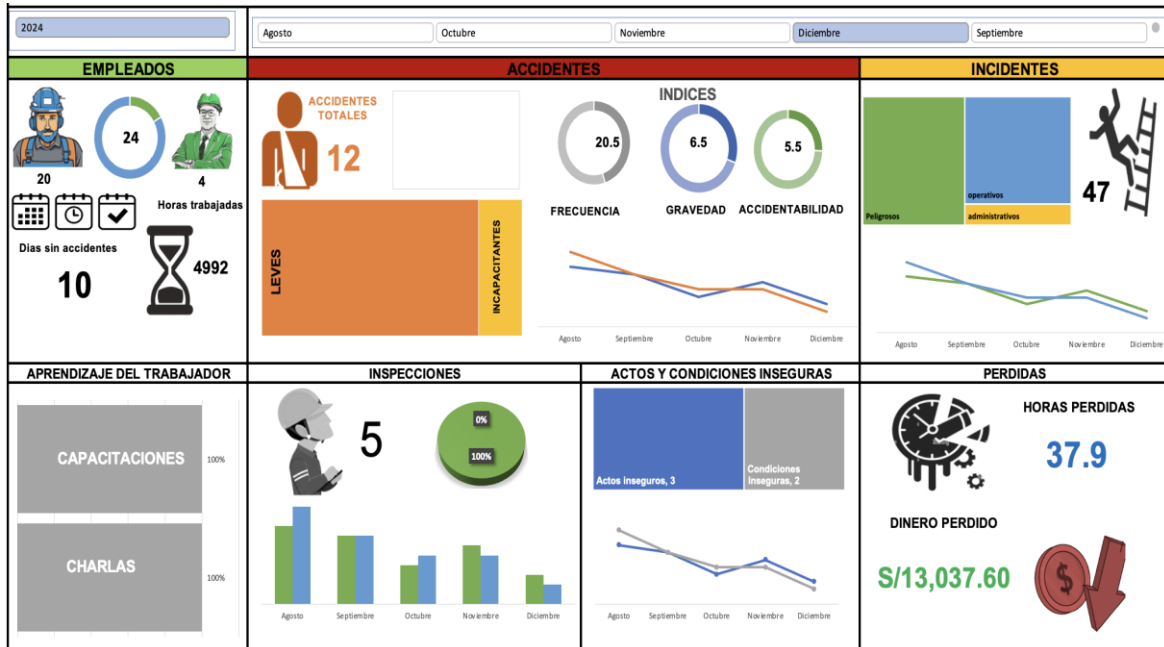 2024
Agosto
Octubre
Noviembre
Diciembre
Septiembre
EMPLEADOS
24
20
4
Horas trabajadas
Dias sin accidentes
10
4992
ACCIDENTES
ACCIDENTES
TOTALES
12
INDICES
20.5
6.5
5.5
FRECUENCIA
GRAVEDAD
ACCIDENTABILIDAD
LEVES
INCAPACITANTES
Agosto
Septiembre
Octubre
Noviembre
Diciembre
INCIDENTES
Peligrosos
operativos
administrativos
47
Agosto
Septiembre
Octubre
Noviembre
Diciembre
APRENDIZAJE DEL TRABAJADOR
CAPACITACIONES
100%
CHARLAS
100%
INSPECCIONES
5
0%
100%
Agosto
Septiembre
Octubre
Noviembre
Diciembre
ACTOS Y CONDICIONES INSEGURAS
Actos inseguros, 3
Condiciones
Inseguras, 2
Agosto
Septiembre
Octubre
Noviembre
Diciembre
PERDIDAS
HORAS PERDIDAS
37.9
DINERO PERDIDO
S/13,037.60
$